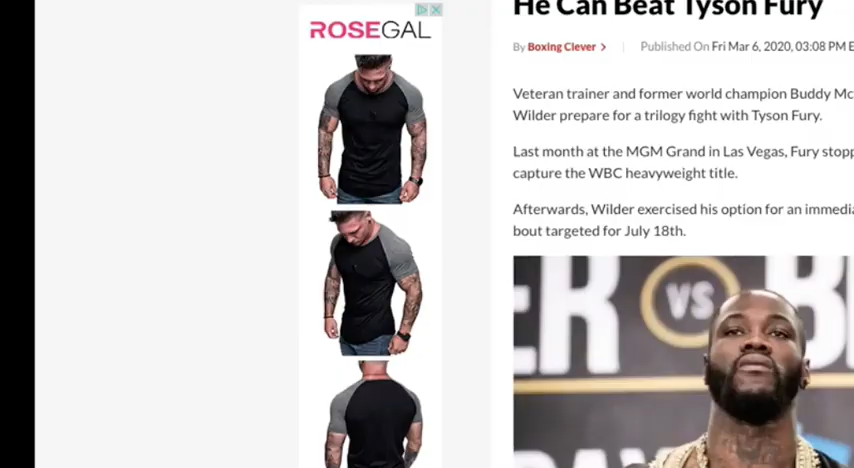 ROSEGAL
He Can Beat Tyson Fury
By Boxing Clever > | Published On Fri Mar 6, 2020, 03:08 PM
Veteran trainer and former world champion Buddy
Wilder prepare for a trilogy fight with Tyson Fury.
Last month at the MGM Grand in Las Vegas, Fury
capture the WBC heavyweight title.
Afterwards, Wilder exercised his option for an
bout targeted for July 18th.
VS